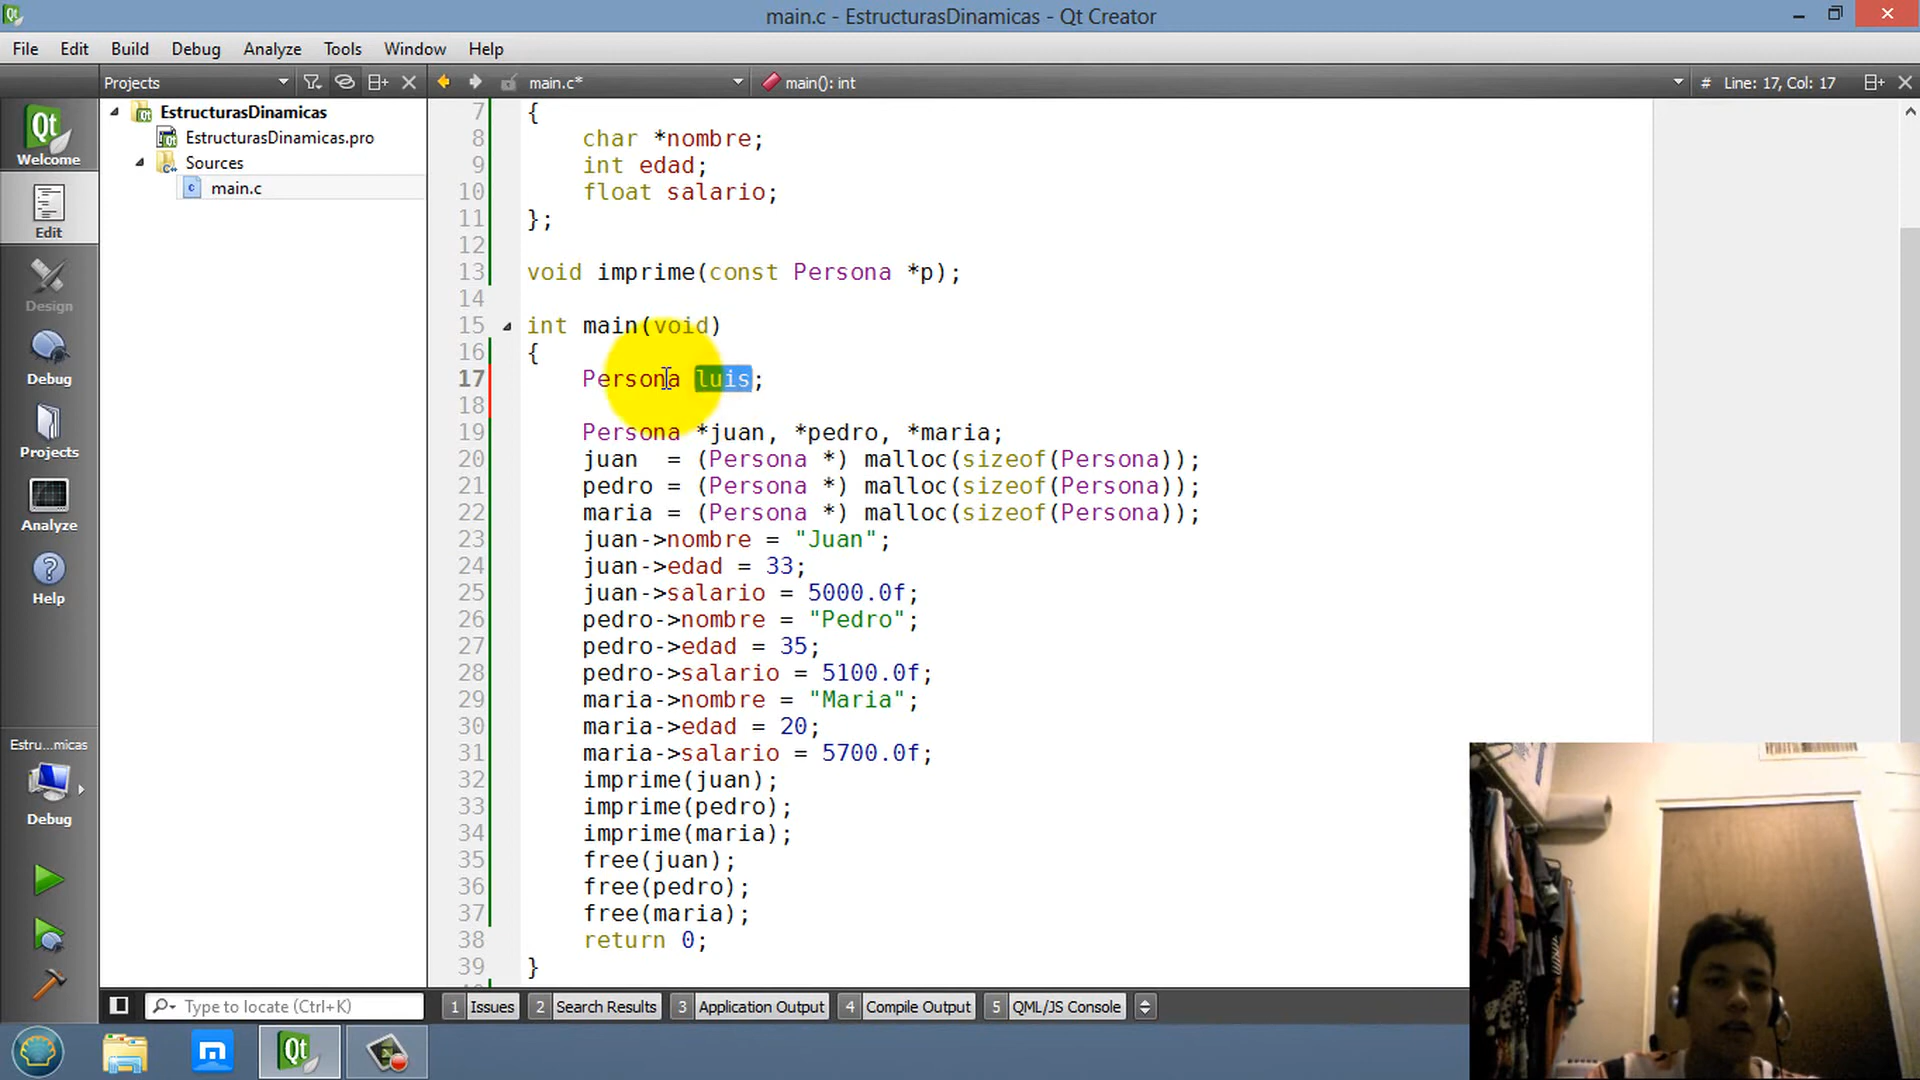 main.c - EstructurasDinamicas - Qt Creator
File Edit Build Debug Analyze Tools Window Help
Projects main.c* main(): int # Line: 17, Col: 17
Welcome
Edit
Design
Debug
Projects
Analyze
Help
Estru...micas
Debug
EstructurasDinamicas
EstructurasDinamicas.pro
Sources
main.c
7 {
8 char *nombre;
9 int edad;
10 float salario;
11 };
12
13 void imprime(const Persona *p);
14
15 int main(void)
16 {
17 Persona luis;
18
19 Persona *juan, *pedro, *maria;
20 juan = (Persona *) malloc(sizeof(Persona));
21 pedro = (Persona *) malloc(sizeof(Persona));
22 maria = (Persona *) malloc(sizeof(Persona));
23 juan->nombre = "Juan";
24 juan->edad = 33;
25 juan->salario = 5000.0f;
26 pedro->nombre = "Pedro";
27 pedro->edad = 35;
28 pedro->salario = 5100.0f;
29 maria->nombre = "Maria";
30 maria->edad = 20;
31 maria->salario = 5700.0f;
32 imprime(juan);
33 imprime(pedro);
34 imprime(maria);
35 free(juan);
36 free(pedro);
37 free(maria);
38 return 0;
39 }
Type to locate (Ctrl+K) 1 Issues 2 Search Results 3 Application Output 4 Compile Output 5 QML/JS Console